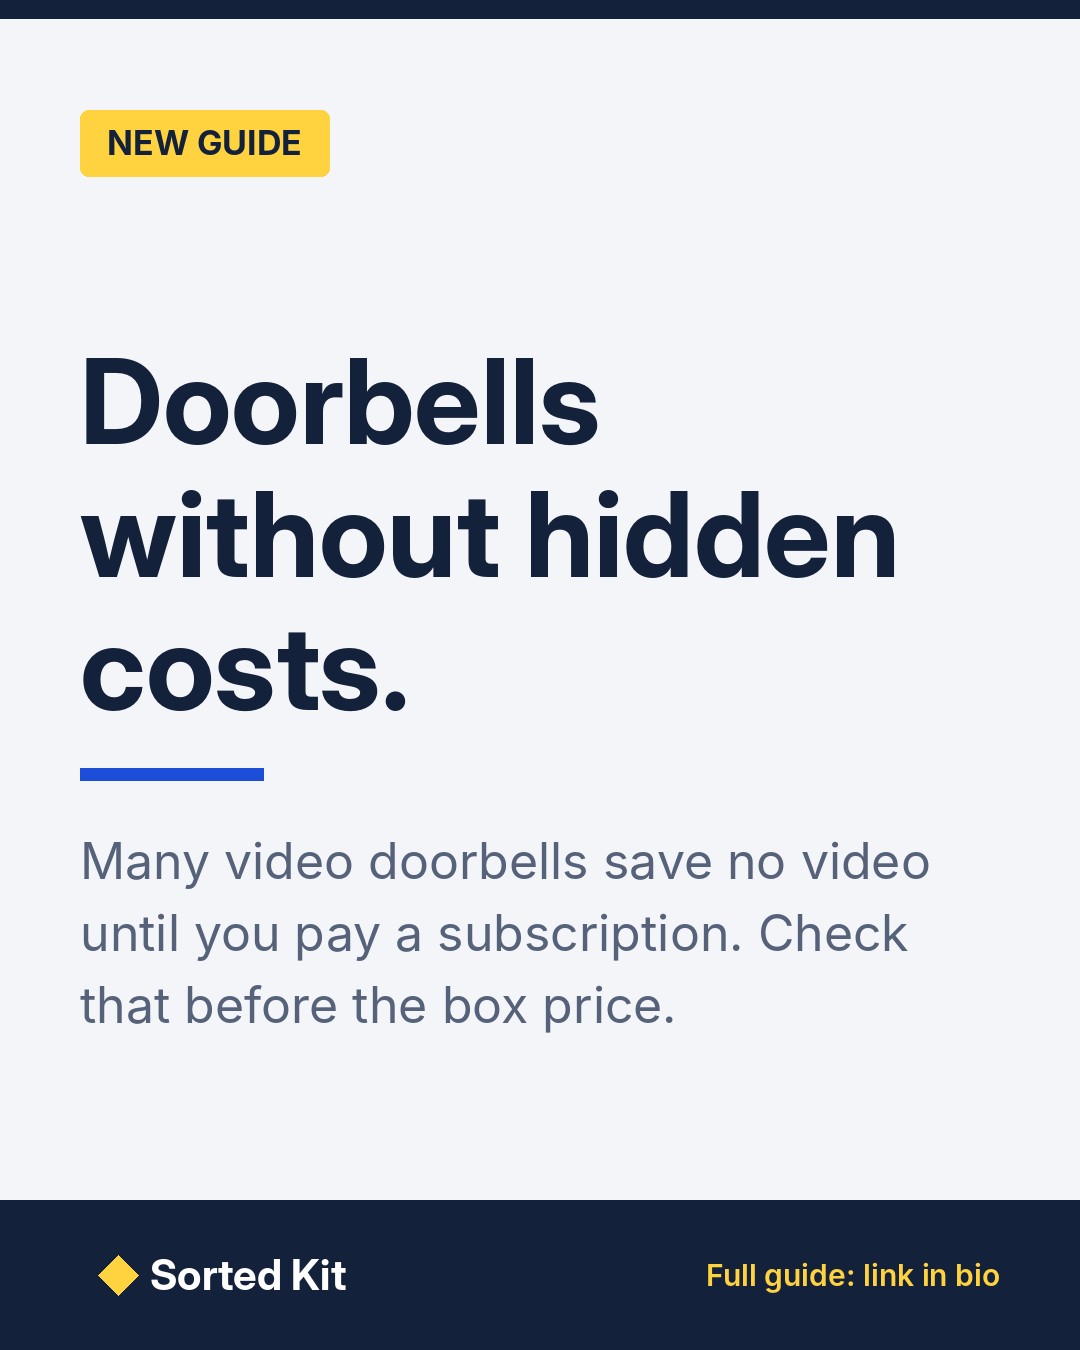 NEW GUIDE
Doorbells
without hidden
costs.
Many video doorbells save no video
until you pay a subscription. Check
that before the box price.
Sorted Kit
Full guide: link in bio